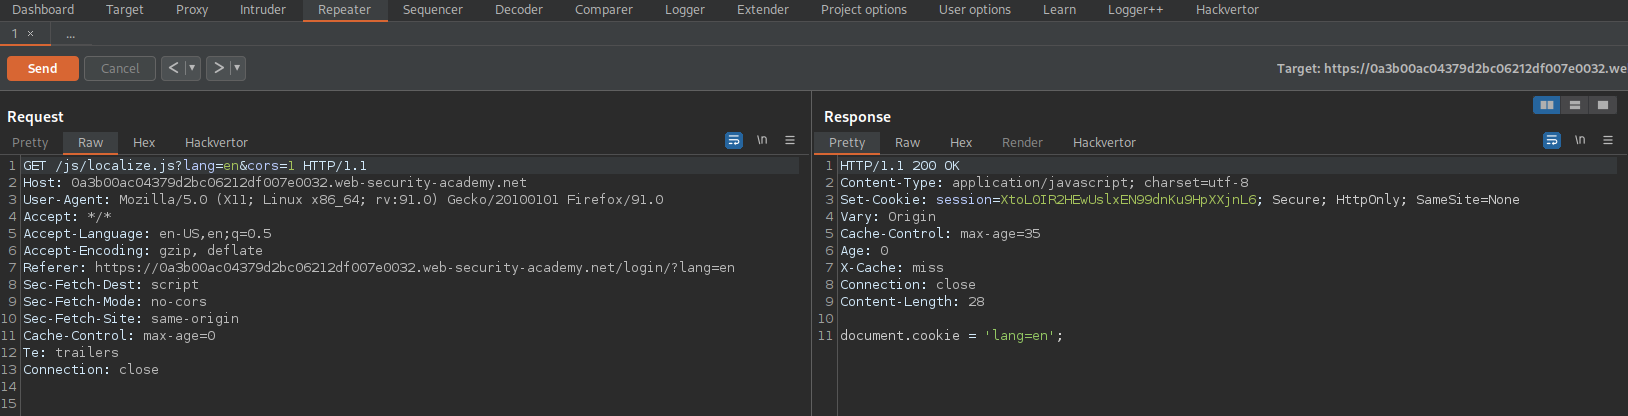 Dashboard Target Proxy Intruder Repeater Sequencer Decoder Comparer Logger Extender Project options User options Learn Logger++ Hackvertor
1 × ...
Send Cancel < ▾ > ▾ Target: https://0a3b00ac04379d2bc06212df007e0032.we
Request
Pretty Raw Hex Hackvertor \n ☰
1 GET /js/localize.js?lang=en&cors=1 HTTP/1.1
2 Host: 0a3b00ac04379d2bc06212df007e0032.web-security-academy.net
3 User-Agent: Mozilla/5.0 (X11; Linux x86_64; rv:91.0) Gecko/20100101 Firefox/91.0
4 Accept: */*
5 Accept-Language: en-US,en;q=0.5
6 Accept-Encoding: gzip, deflate
7 Referer: https://0a3b00ac04379d2bc06212df007e0032.web-security-academy.net/login/?lang=en
8 Sec-Fetch-Dest: script
9 Sec-Fetch-Mode: no-cors
10 Sec-Fetch-Site: same-origin
11 Cache-Control: max-age=0
12 Te: trailers
13 Connection: close
14
15
Response
Pretty Raw Hex Render Hackvertor \n ☰
1 HTTP/1.1 200 OK
2 Content-Type: application/javascript; charset=utf-8
3 Set-Cookie: session=XtoL0IR2HEwUslxEN99dnKu9HpXXjnL6; Secure; HttpOnly; SameSite=None
4 Vary: Origin
5 Cache-Control: max-age=35
6 Age: 0
7 X-Cache: miss
8 Connection: close
9 Content-Length: 28
10
11 document.cookie = 'lang=en';